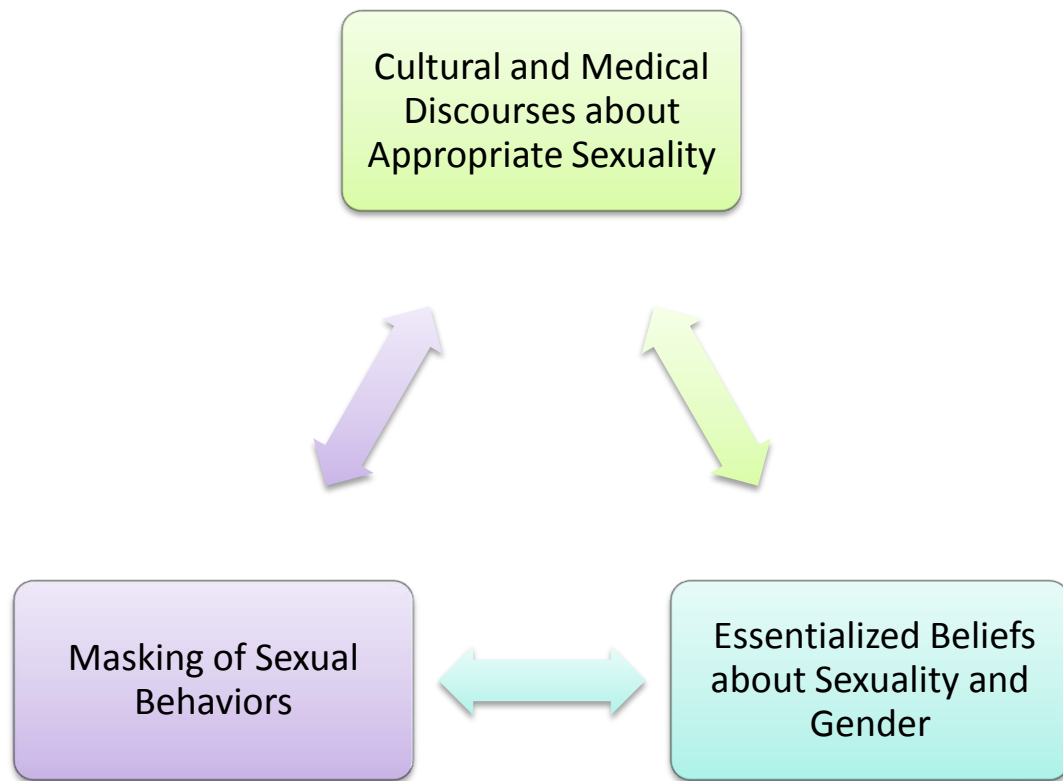 Cultural and Medical
Discourses about
Appropriate Sexuality
Masking of Sexual
Behaviors
Essentialized Beliefs
about Sexuality and
Gender